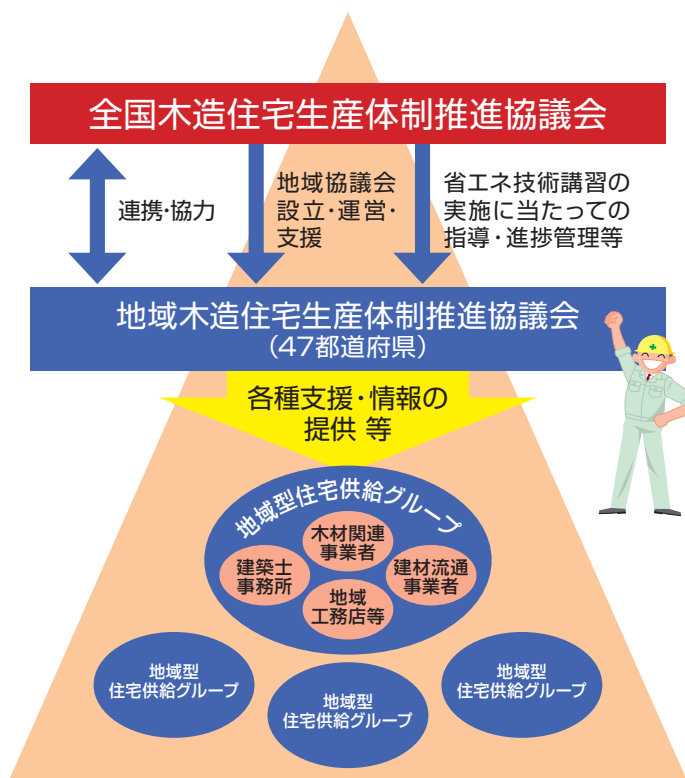 全国木造住宅生産体制推進協議会
連携・協力
地域協議会
設立・運営・
支援
省エネ技術講習の
実施に当たっての
指導・進捗管理等
地域木造住宅生産体制推進協議会
（47都道府県）
各種支援・情報の
提供 等
地域型住宅供給グループ
木材関連
事業者
建築士
事務所
建材流通
事業者
地域
工務店等
地域型
住宅供給グループ
地域型
住宅供給グループ
地域型
住宅供給グループ